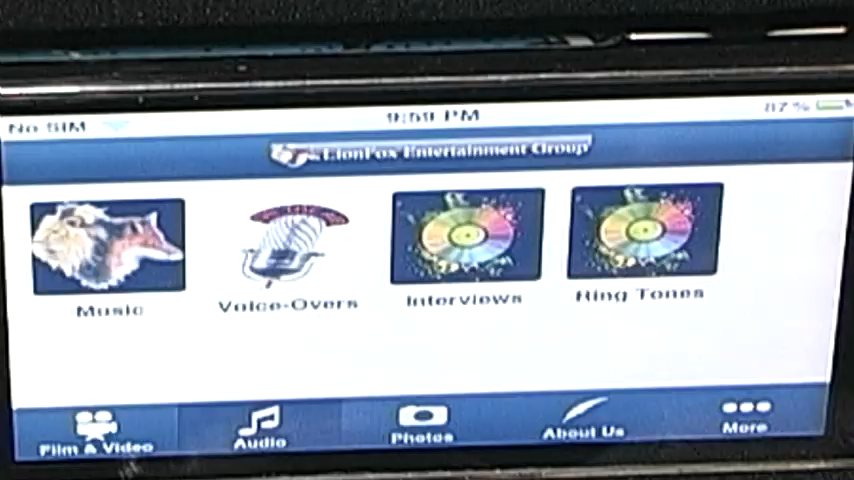 No SIM 9:59 PM 87%
LionFox Entertainment Group
Music Voice-Overs Interviews Ring Tones
Film & Video Audio Photos About Us More